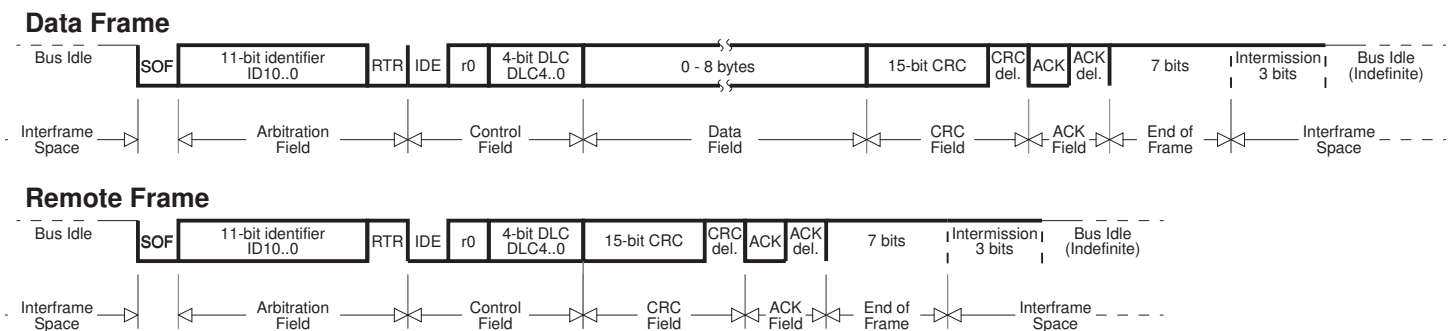 Data Frame
Bus Idle SOF 11-bit identifier ID10..0 RTR IDE r0 4-bit DLC DLC4..0 0 - 8 bytes 15-bit CRC CRC del. ACK ACK del. 7 bits Intermission 3 bits Bus Idle (Indefinite)
Interframe Space Arbitration Field Control Field Data Field CRC Field ACK Field End of Frame Interframe Space
Remote Frame
Bus Idle SOF 11-bit identifier ID10..0 RTR IDE r0 4-bit DLC DLC4..0 15-bit CRC CRC del. ACK ACK del. 7 bits Intermission 3 bits Bus Idle (Indefinite)
Interframe Space Arbitration Field Control Field CRC Field ACK Field End of Frame Interframe Space